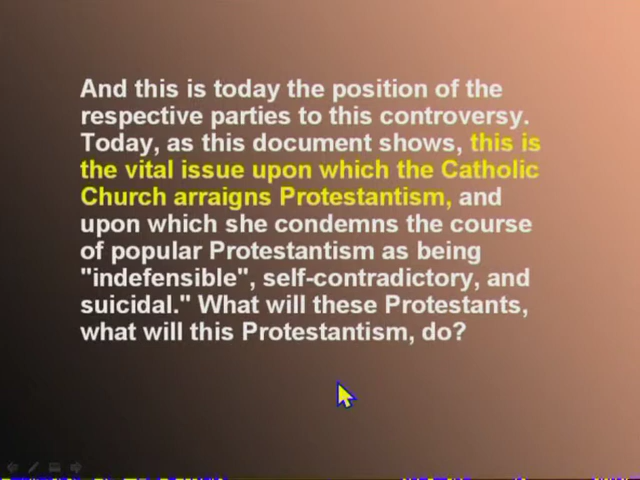 And this is today the position of the
respective parties to this controversy.
Today, as this document shows, this is
the vital issue upon which the Catholic
Church arraigns Protestantism, and
upon which she condemns the course
of popular Protestantism as being
"indefensible", self-contradictory, and
suicidal." What will these Protestants,
what will this Protestantism, do?